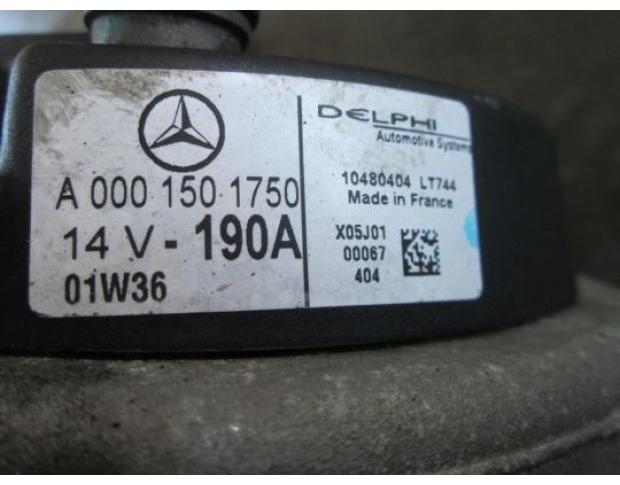 A 000 150 1750
14 V - 190A
01W36
DELPHI
Automotive Systems
10480404 LT744
Made in France
X05J01
00067
404